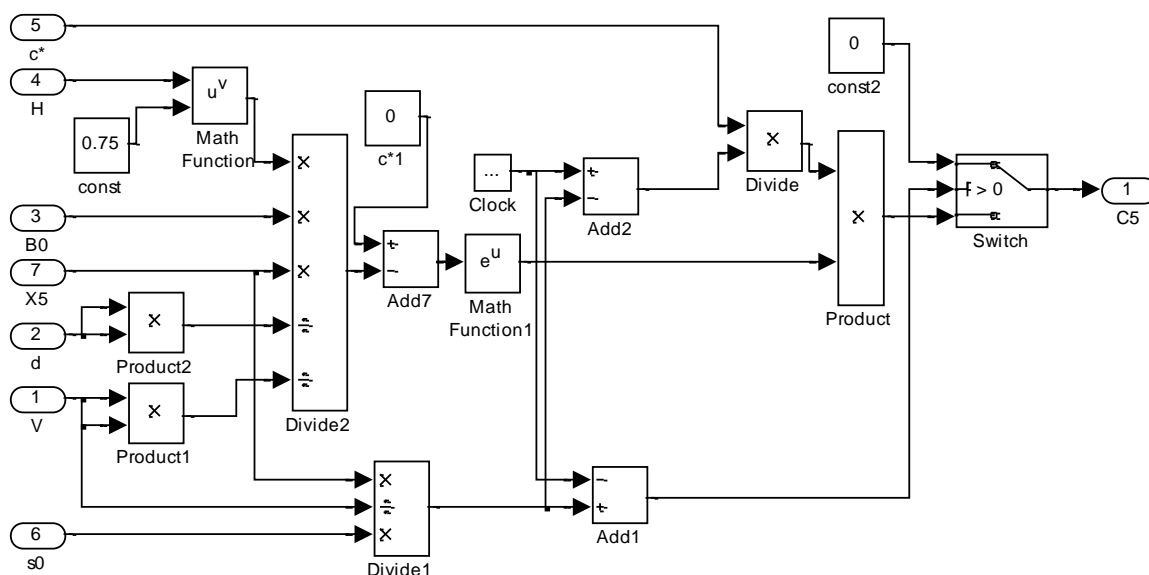 5
c*
4
H
u^v
Math
Function
0.75
const
0
c*1
0
const2
3
B0
7
X5
2
d
Product2
1
V
Product1
Divide2
+
−
Add7
e^u
Math
Function1
...
Clock
+
−
Add2
×
Divide
×
Product
> 0
Switch
1
C5
6
s0
×
÷
×
Divide1
−
+
Add1
×
×
×
÷
÷
×
×